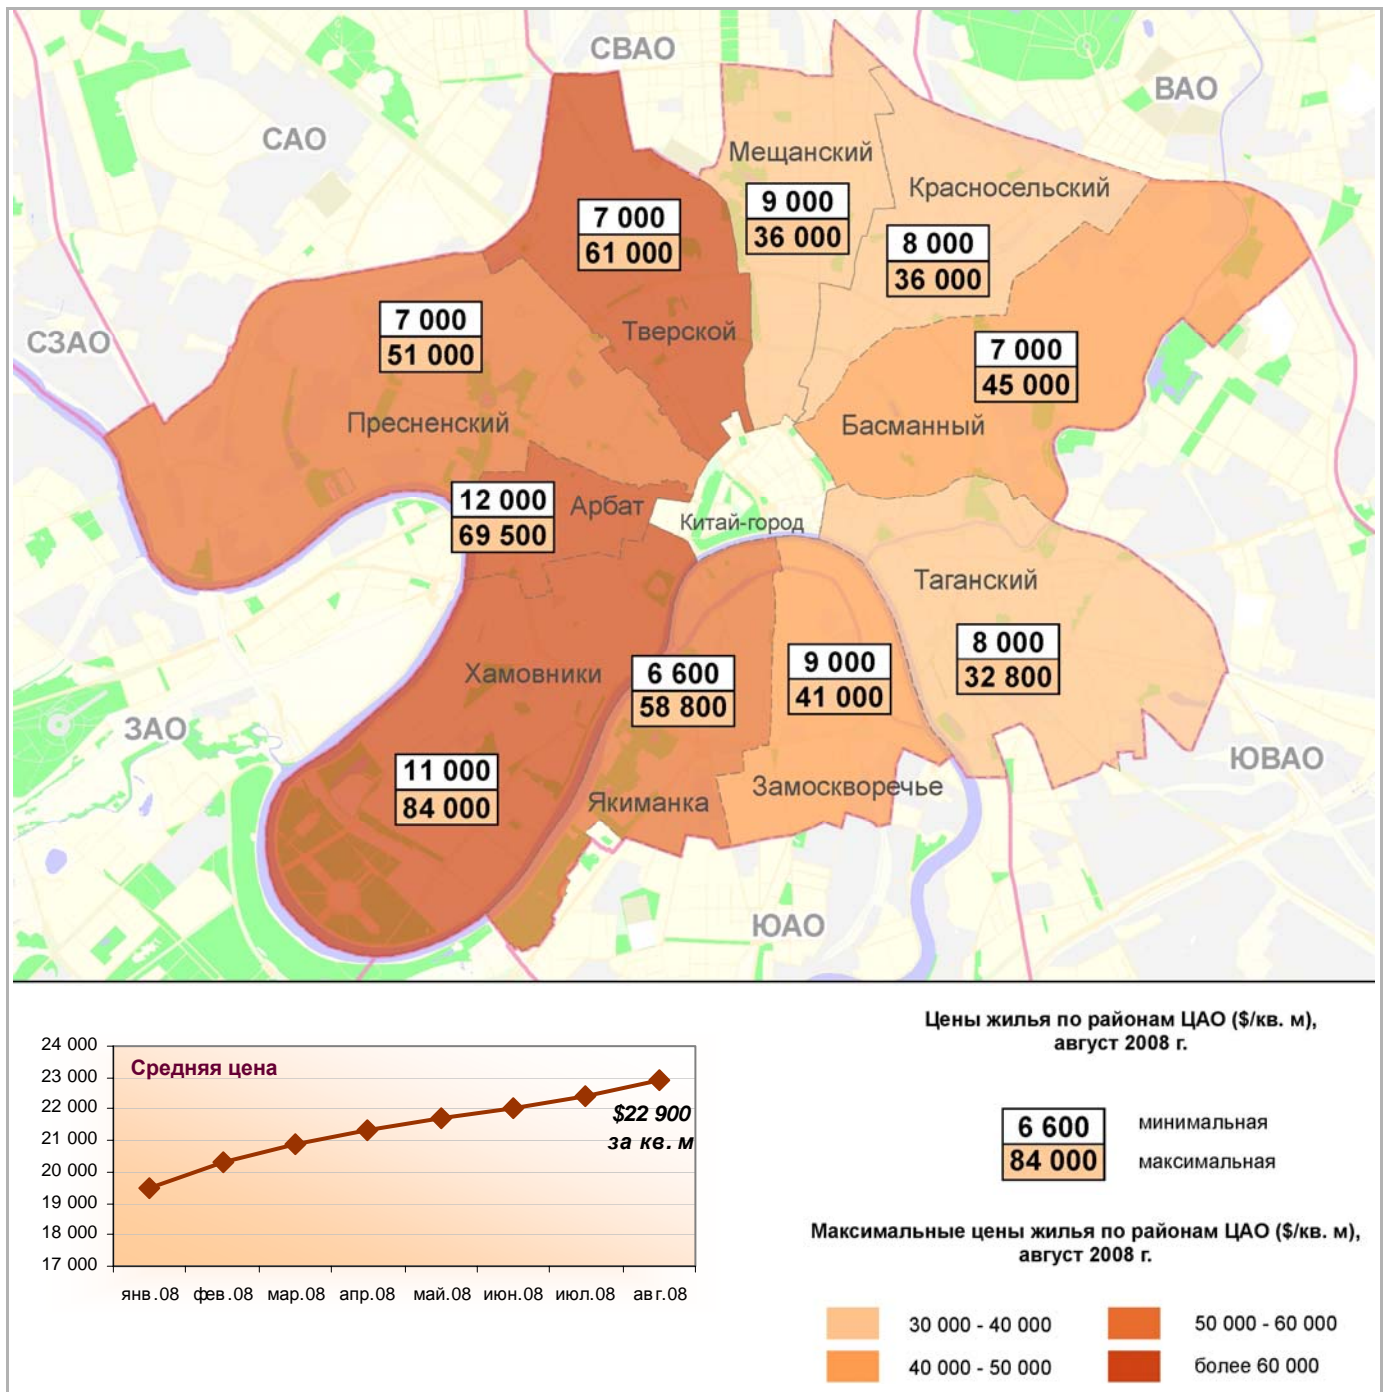 СВАО
ВАО
САО
Мещанский
Красносельский
9 000
36 000
7 000
61 000
8 000
36 000
7 000
51 000
Тверской
СЗАО
7 000
45 000
Пресненский
Басманный
12 000
69 500
Арбат
Китай-город
Таганский
8 000
32 800
Хамовники
6 600
58 800
9 000
41 000
ЗАО
ЮВАО
11 000
84 000
Якиманка
Замоскворечье
ЮАО
Средняя цена
24 000
23 000
22 000
21 000
20 000
19 000
18 000
17 000
$22 900
за кв. м
янв.08 фев.08 мар.08 апр.08 май.08 июн.08 июл.08 авг.08
Цены жилья по районам ЦАО ($/кв. м),
август 2008 г.
6 600 минимальная
84 000 максимальная
Максимальные цены жилья по районам ЦАО ($/кв. м),
август 2008 г.
30 000 - 40 000
50 000 - 60 000
40 000 - 50 000
более 60 000